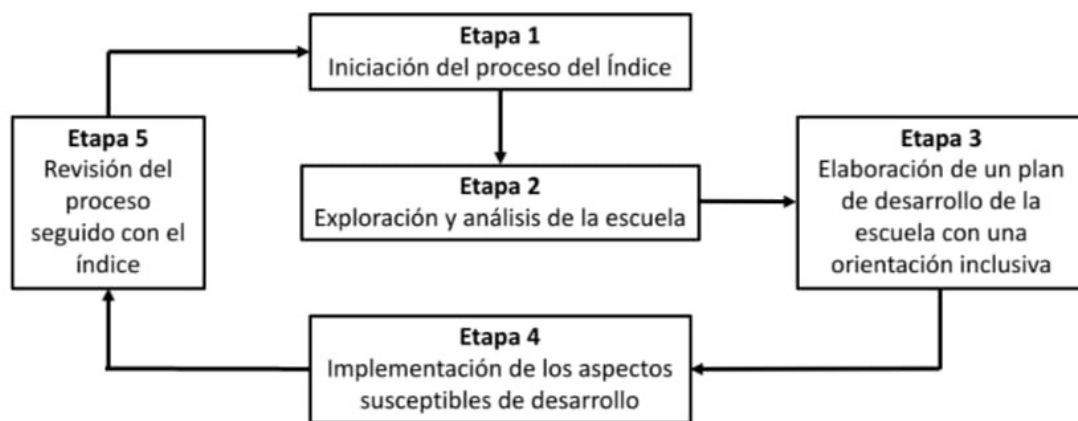 Etapa 1
Iniciación del proceso del Índice
Etapa 2
Exploración y análisis de la escuela
Etapa 3
Elaboración de un plan
de desarrollo de la
escuela con una
orientación inclusiva
Etapa 4
Implementación de los aspectos
susceptibles de desarrollo
Etapa 5
Revisión del
proceso
seguido con el
índice